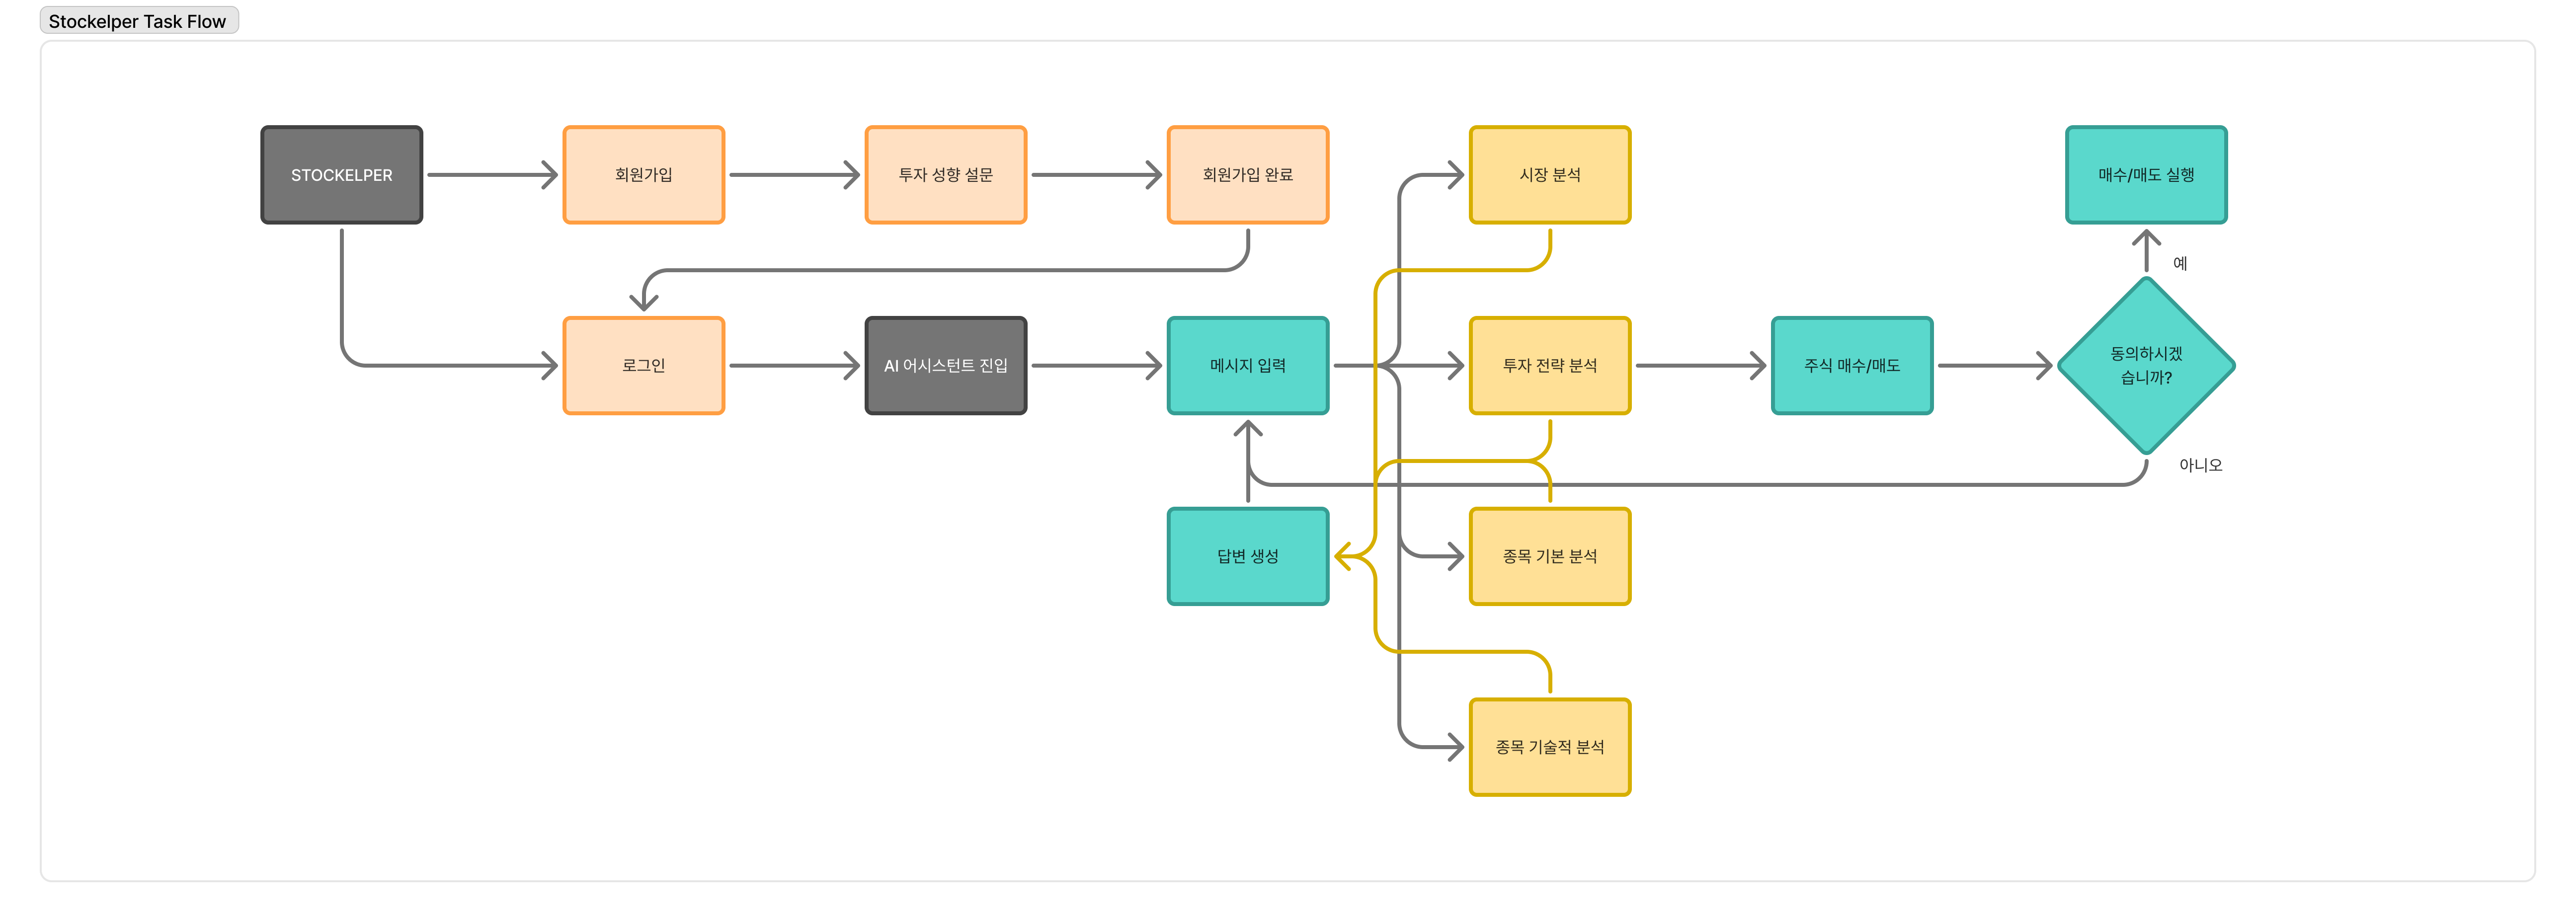 Stockelper Task Flow
STOCKELPER
회원가입
투자 성향 설문
회원가입 완료
시장 분석
매수/매도 실행
예
로그인
AI 어시스턴트 진입
메시지 입력
투자 전략 분석
주식 매수/매도
동의하시겠
습니까?
아니오
답변 생성
종목 기본 분석
종목 기술적 분석